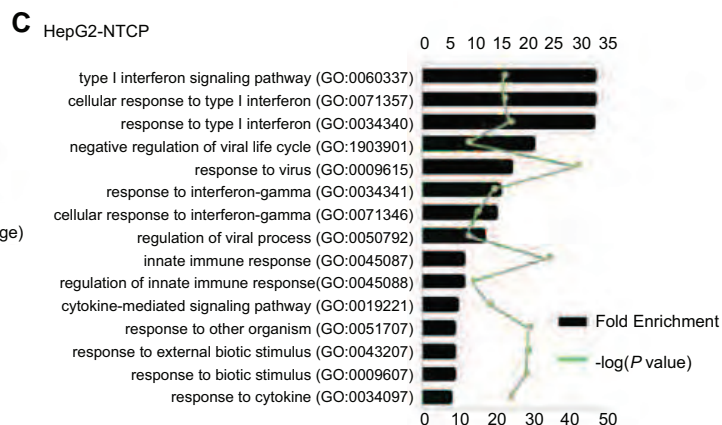 C HepG2-NTCP
0 5 10 15 20 25 30 35
type I interferon signaling pathway (GO:0060337)
cellular response to type I interferon (GO:0071357)
response to type I interferon (GO:0034340)
negative regulation of viral life cycle (GO:1903901)
response to virus (GO:0009615)
response to interferon-gamma (GO:0034341)
cellular response to interferon-gamma (GO:0071346)
ge)
regulation of viral process (GO:0050792)
innate immune response (GO:0045087)
regulation of innate immune response(GO:0045088)
cytokine-mediated signaling pathway (GO:0019221)
response to other organism (GO:0051707)
response to external biotic stimulus (GO:0043207)
response to biotic stimulus (GO:0009607)
response to cytokine (GO:0034097)
Fold Enrichment
-log(P value)
0 10 20 30 40 50